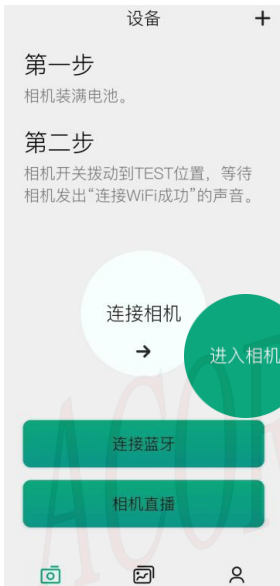 设备
第一步
相机装满电池。
第二步
相机开关拨动到TEST位置，等待
相机发出“连接WiFi成功”的声音。
连接相机
进入相机
连接蓝牙
相机直播